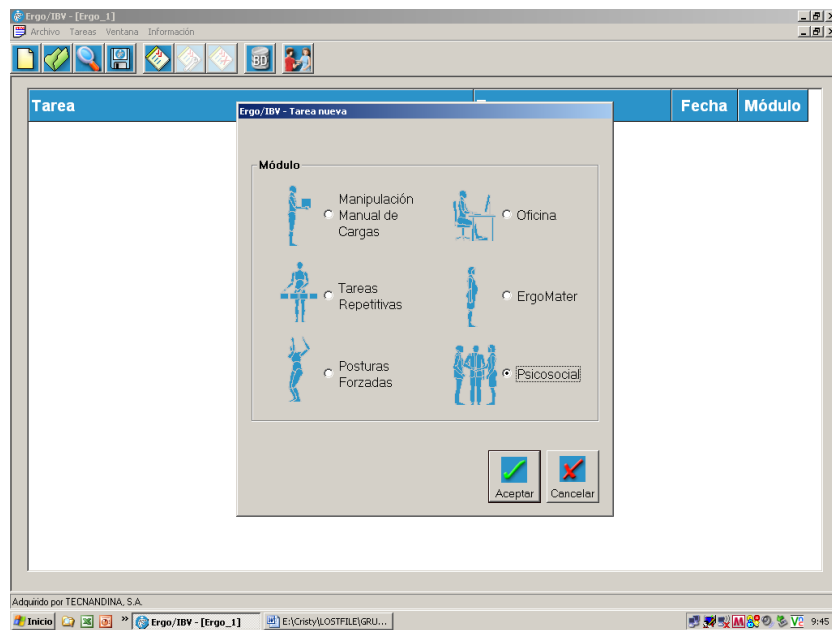 Ergo/IBV - [Ergo_1]
Archivo Tareas Ventana Información
BD
Tarea
Fecha
Módulo
Ergo/IBV - Tarea nueva
Módulo
Manipulación
Manual de
Cargas
Oficina
Tareas
Repetitivas
ErgoMater
Posturas
Forzadas
Psicosocial
Aceptar
Cancelar
Adquirido por TECNANDINA, S.A.
Inicio
Ergo/IBV - [Ergo_1]
E:\Cristy\LOSTFILE\GRU...
9:45